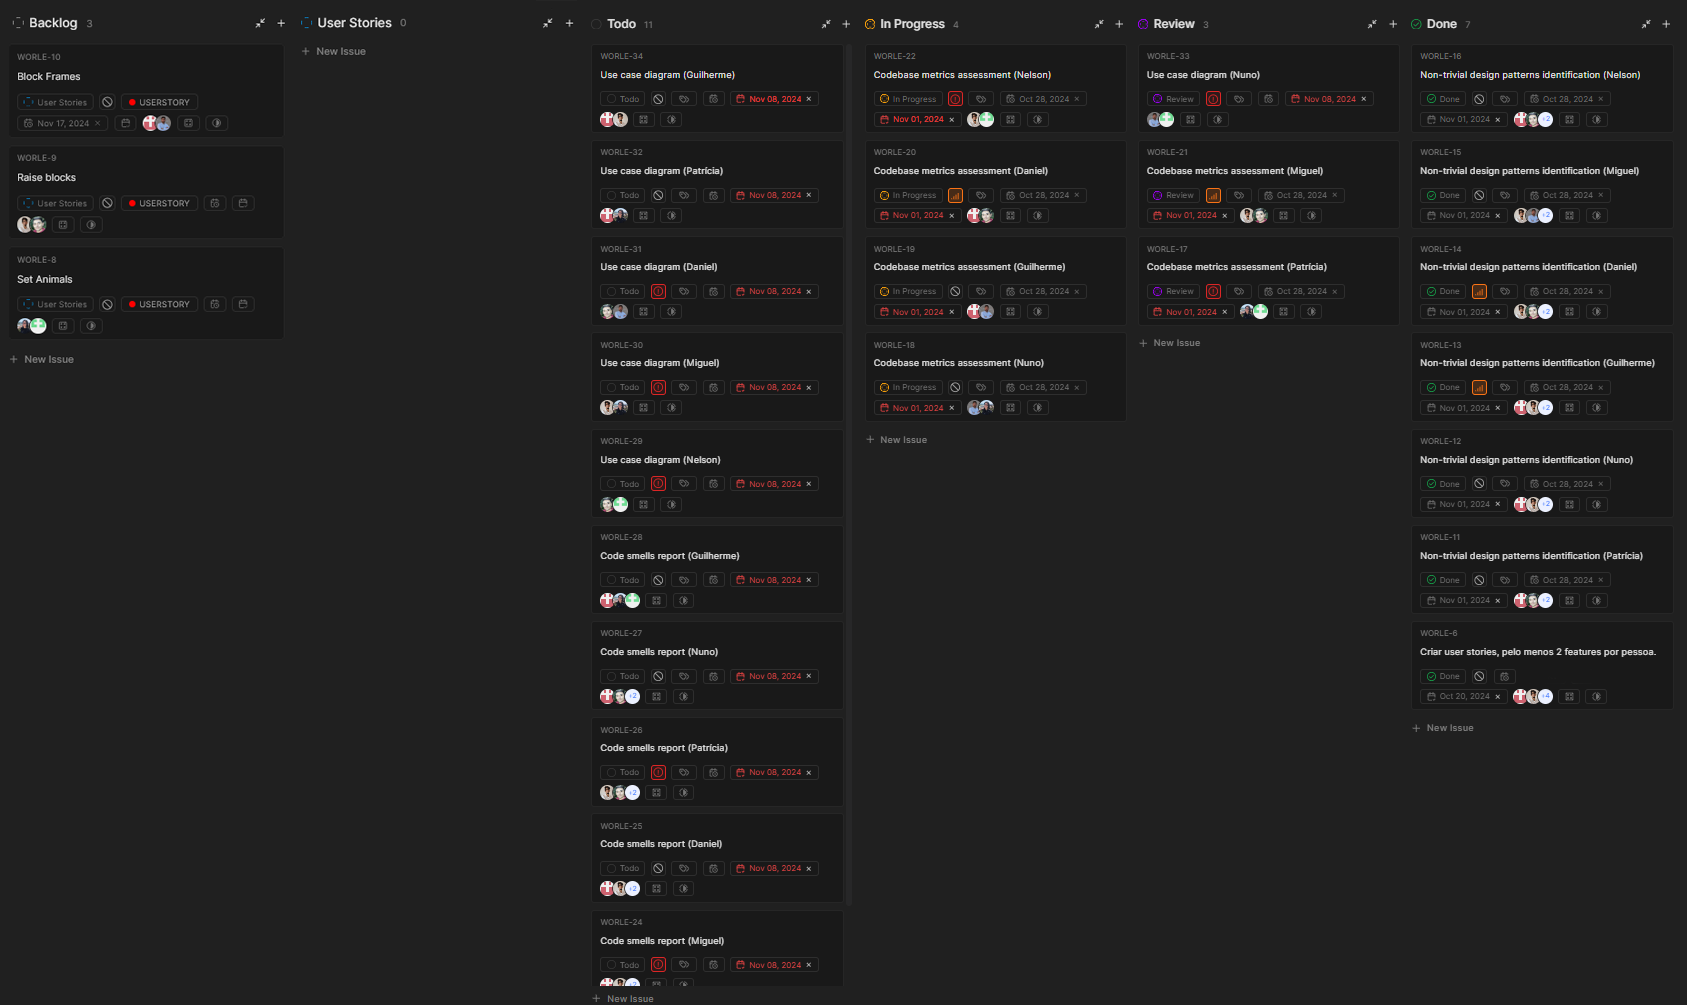 Backlog 3
WORLE-10
Block Frames
User Stories USERSTORY
Nov 17, 2024
WORLE-9
Raise blocks
User Stories USERSTORY
WORLE-8
Set Animals
User Stories USERSTORY
New Issue
User Stories 0
New Issue
Todo 11
WORLE-34
Use case diagram (Guilherme)
Todo Nov 08, 2024
WORLE-32
Use case diagram (Patrícia)
Todo Nov 08, 2024
WORLE-31
Use case diagram (Daniel)
Todo Nov 08, 2024
WORLE-30
Use case diagram (Miguel)
Todo Nov 08, 2024
WORLE-29
Use case diagram (Nelson)
Todo Nov 08, 2024
WORLE-28
Code smells report (Guilherme)
Todo Nov 08, 2024
WORLE-27
Code smells report (Nuno)
Todo Nov 08, 2024
+2
WORLE-26
Code smells report (Patrícia)
Todo Nov 08, 2024
+2
WORLE-25
Code smells report (Daniel)
Todo Nov 08, 2024
+2
WORLE-24
Code smells report (Miguel)
Todo Nov 08, 2024
New Issue
In Progress 4
WORLE-22
Codebase metrics assessment (Nelson)
In Progress Oct 28, 2024
Nov 01, 2024
WORLE-20
Codebase metrics assessment (Daniel)
In Progress Oct 28, 2024
Nov 01, 2024
WORLE-19
Codebase metrics assessment (Guilherme)
In Progress Oct 28, 2024
Nov 01, 2024
WORLE-18
Codebase metrics assessment (Nuno)
In Progress Oct 28, 2024
Nov 01, 2024
New Issue
Review 3
WORLE-33
Use case diagram (Nuno)
Review Nov 08, 2024
WORLE-21
Codebase metrics assessment (Miguel)
Review Oct 28, 2024
Nov 01, 2024
WORLE-17
Codebase metrics assessment (Patrícia)
Review Oct 28, 2024
Nov 01, 2024
New Issue
Done 7
WORLE-16
Non-trivial design patterns identification (Nelson)
Done Oct 28, 2024
Nov 01, 2024 +2
WORLE-15
Non-trivial design patterns identification (Miguel)
Done Oct 28, 2024
Nov 01, 2024 +2
WORLE-14
Non-trivial design patterns identification (Daniel)
Done Oct 28, 2024
Nov 01, 2024 +2
WORLE-13
Non-trivial design patterns identification (Guilherme)
Done Oct 28, 2024
Nov 01, 2024 +2
WORLE-12
Non-trivial design patterns identification (Nuno)
Done Oct 28, 2024
Nov 01, 2024 +2
WORLE-11
Non-trivial design patterns identification (Patrícia)
Done Oct 28, 2024
Nov 01, 2024 +2
WORLE-6
Criar user stories, pelo menos 2 features por pessoa.
Done
Oct 20, 2024 +4
New Issue